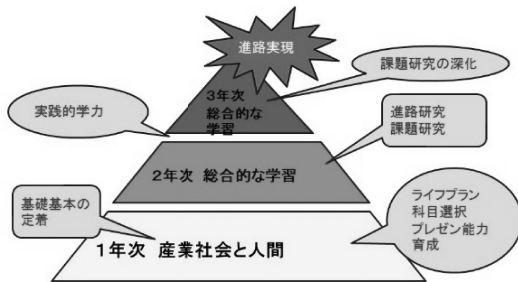 進路実現
3年次
総合的な
学習
課題研究の深化
実践的学力
進路研究
課題研究
2年次 総合的な学習
基礎基本の
定着
ライフプラン
科目選択
プレゼン能力
育成
1年次 産業社会と人間